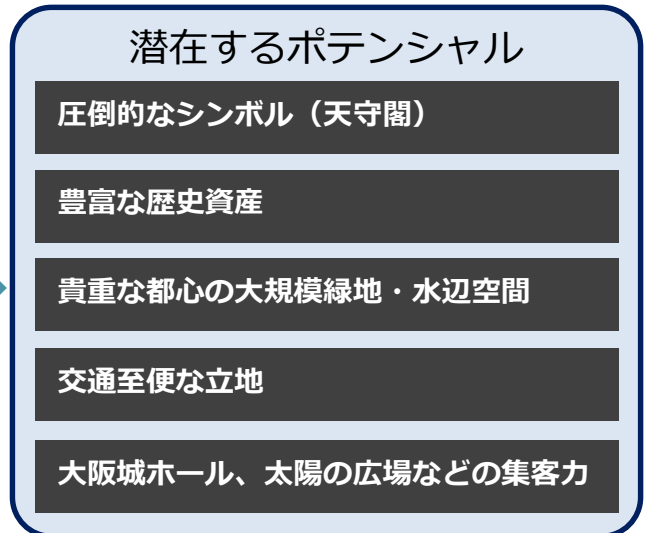 潜在するポテンシャル
圧倒的なシンボル（天守閣）
豊富な歴史資産
貴重な都心の大規模緑地・水辺空間
交通至便な立地
大阪城ホール、太陽の広場などの集客力